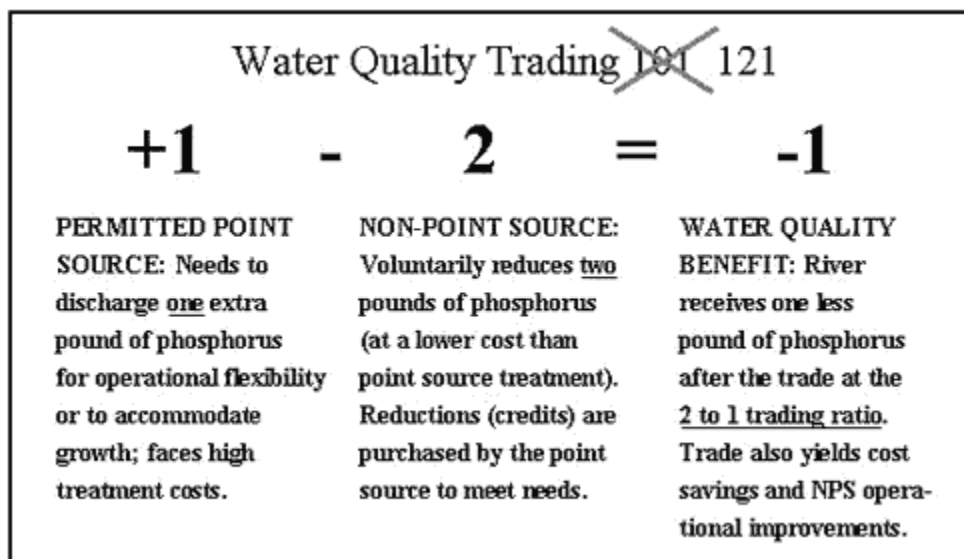 Water Quality Trading 101 121
+1 - 2 = -1
PERMITTED POINT
SOURCE: Needs to
discharge one extra
pound of phosphorus
for operational flexibility
or to accommodate
growth; faces high
treatment costs.
NON-POINT SOURCE:
Voluntarily reduces two
pounds of phosphorus
(at a lower cost than
point source treatment).
Reductions (credits) are
purchased by the point
source to meet needs.
WATER QUALITY
BENEFIT: River
receives one less
pound of phosphorus
after the trade at the
2 to 1 trading ratio.
Trade also yields cost
savings and NPS opera-
tional improvements.